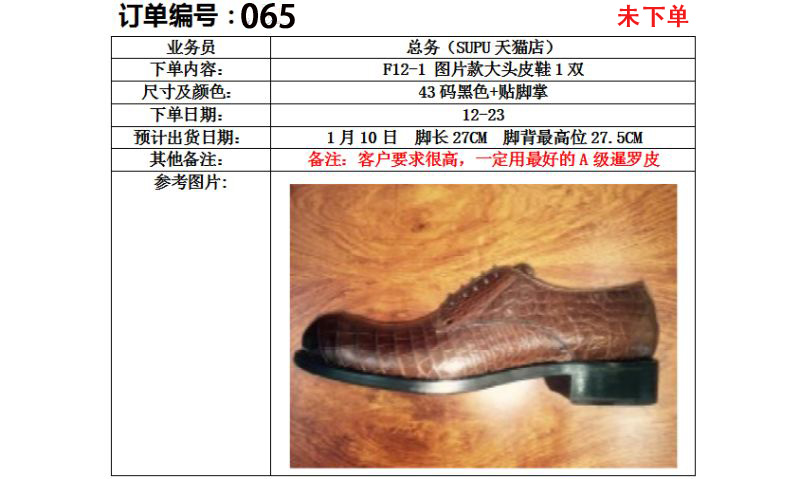 订单编号：065
未下单
业务员 总务（SUPU 天猫店）
下单内容： F12-1 图片款大头皮鞋 1 双
尺寸及颜色： 43 码黑色+贴脚掌
下单日期： 12-23
预计出货日期： 1 月 10 日 脚长 27CM 脚背最高位 27.5CM
其他备注： 备注：客户要求很高，一定用最好的 A 级暹罗皮
参考图片: